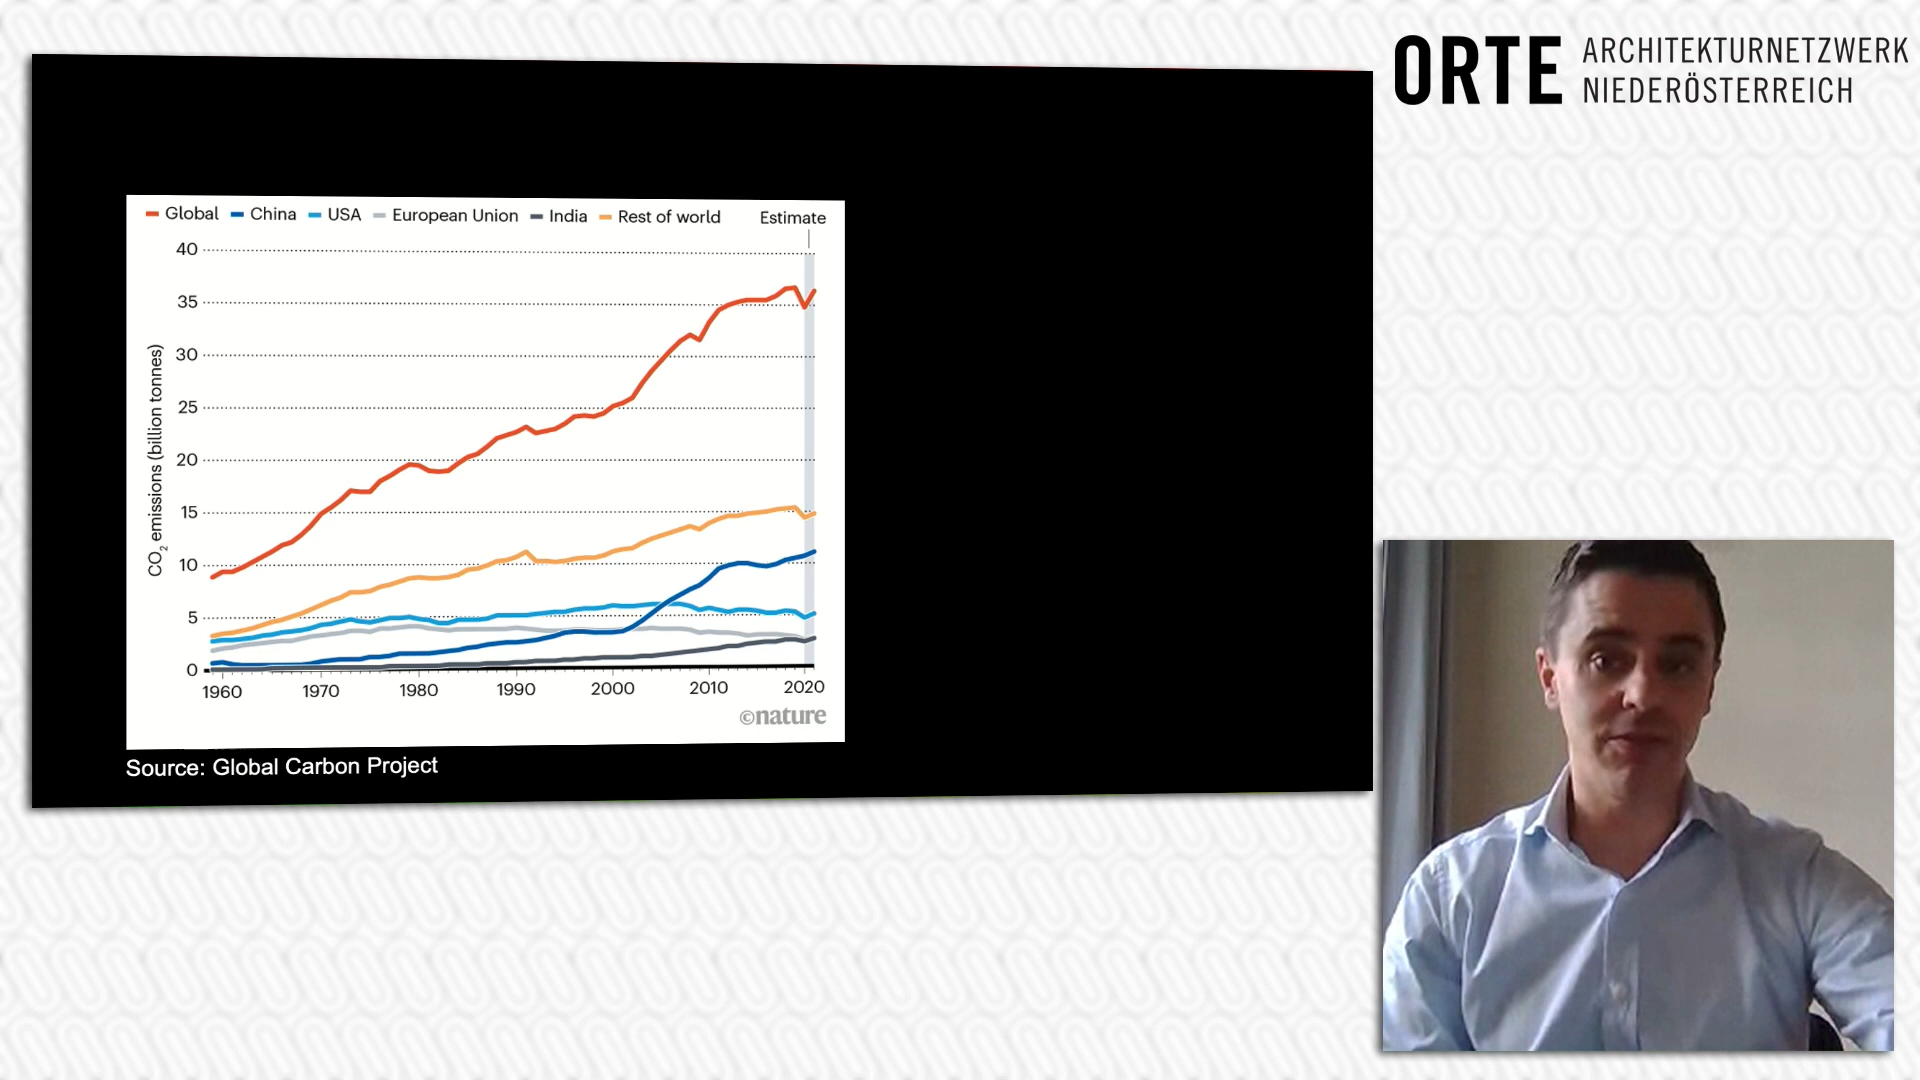 ORTE ARCHITEKTURNETZWERK
NIEDERÖSTERREICH
Global China USA European Union India Rest of world Estimate
CO2 emissions (billion tonnes)
40
35
30
25
20
15
10
5
0
1960 1970 1980 1990 2000 2010 2020
©nature
Source: Global Carbon Project